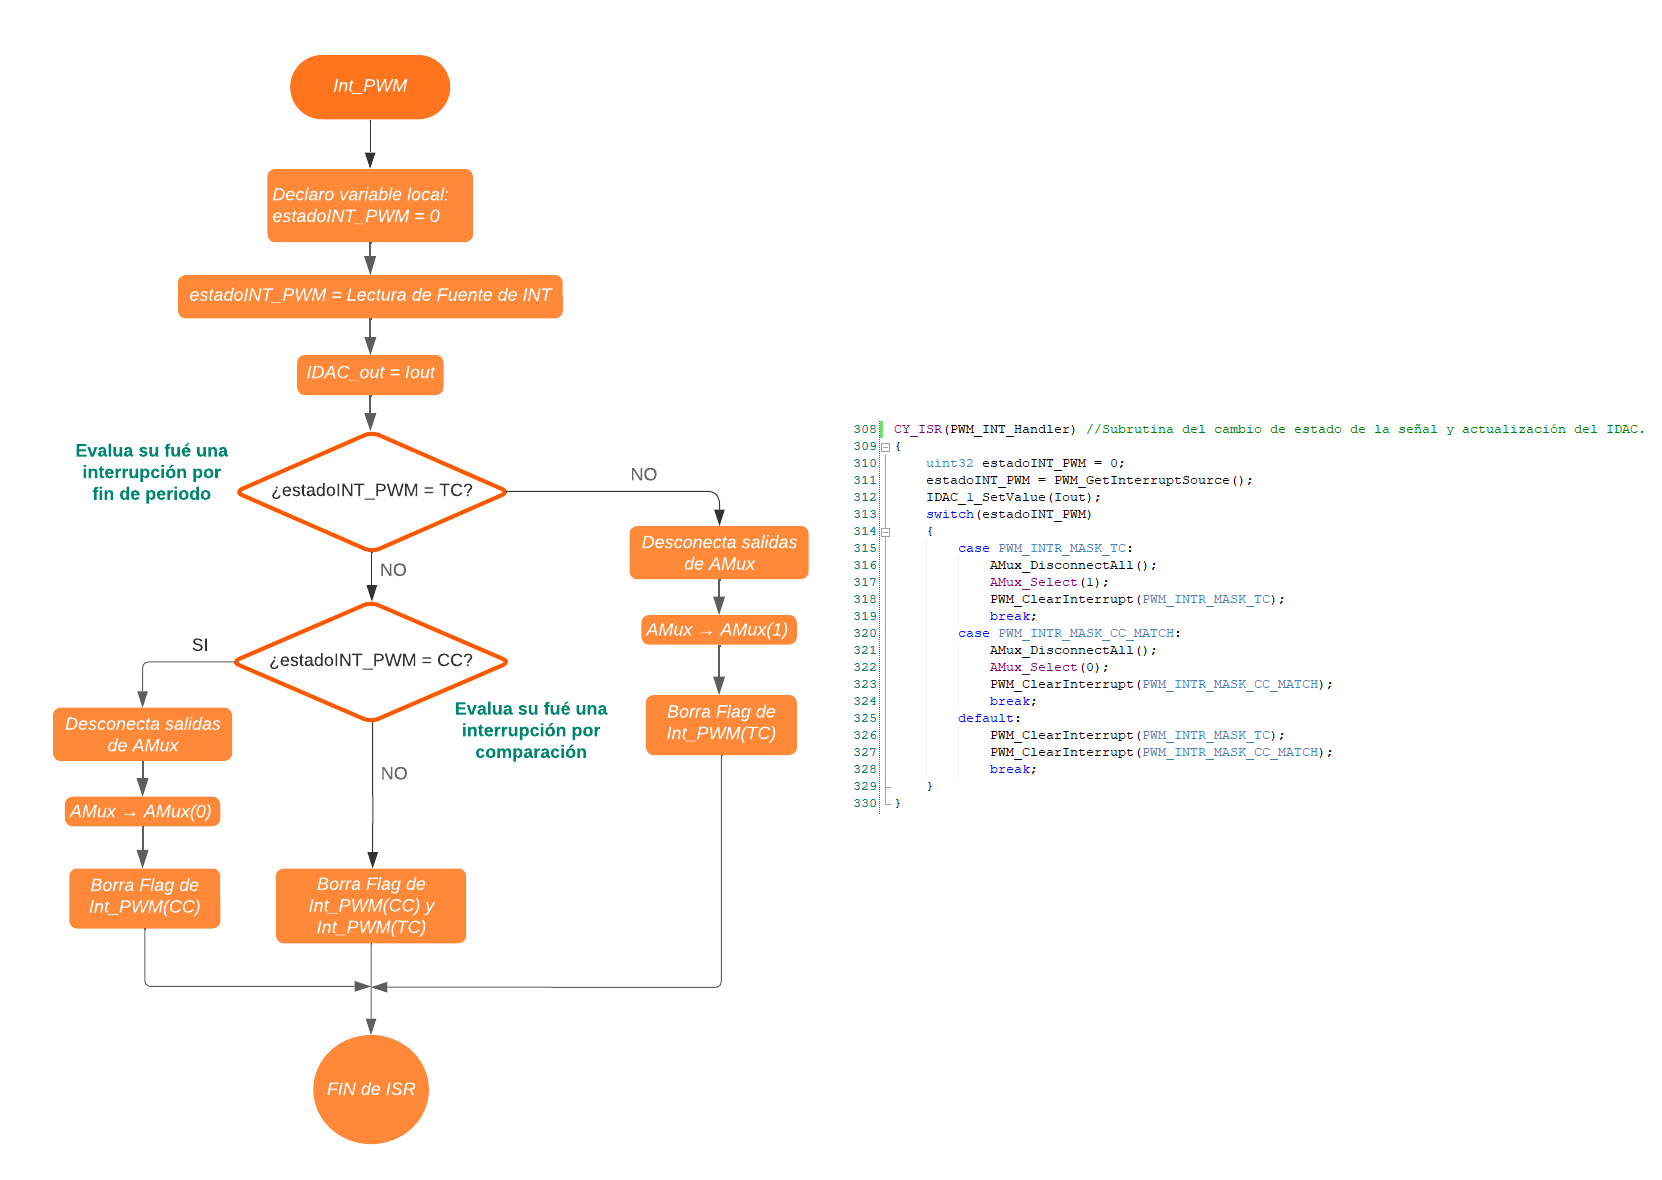 Int_PWM
Declaro variable local:
estadoINT_PWM = 0
estadoINT_PWM = Lectura de Fuente de INT
IDAC_out = Iout
Evalua su fué una
interrupción por
fin de periodo
¿estadoINT_PWM = TC?
NO
NO
Desconecta salidas
de AMux
AMux → AMux(1)
Borra Flag de
Int_PWM(TC)
¿estadoINT_PWM = CC?
SI
Evalua su fué una
interrupción por
comparación
NO
Desconecta salidas
de AMux
AMux → AMux(0)
Borra Flag de
Int_PWM(CC)
Borra Flag de
Int_PWM(CC) y
Int_PWM(TC)
FIN de ISR
308 CY_ISR(PWM_INT_Handler) //Subrutina del cambio de estado de la señal y actualización del IDAC.
309 {
310 uint32 estadoINT_PWM = 0;
311 estadoINT_PWM = PWM_GetInterruptSource();
312 IDAC_1_SetValue(Iout);
313 switch(estadoINT_PWM)
314 {
315 case PWM_INTR_MASK_TC:
316 AMux_DisconnectAll();
317 AMux_Select(1);
318 PWM_ClearInterrupt(PWM_INTR_MASK_TC);
319 break;
320 case PWM_INTR_MASK_CC_MATCH:
321 AMux_DisconnectAll();
322 AMux_Select(0);
323 PWM_ClearInterrupt(PWM_INTR_MASK_CC_MATCH);
324 break;
325 default:
326 PWM_ClearInterrupt(PWM_INTR_MASK_TC);
327 PWM_ClearInterrupt(PWM_INTR_MASK_CC_MATCH);
328 break;
329 }
330 }